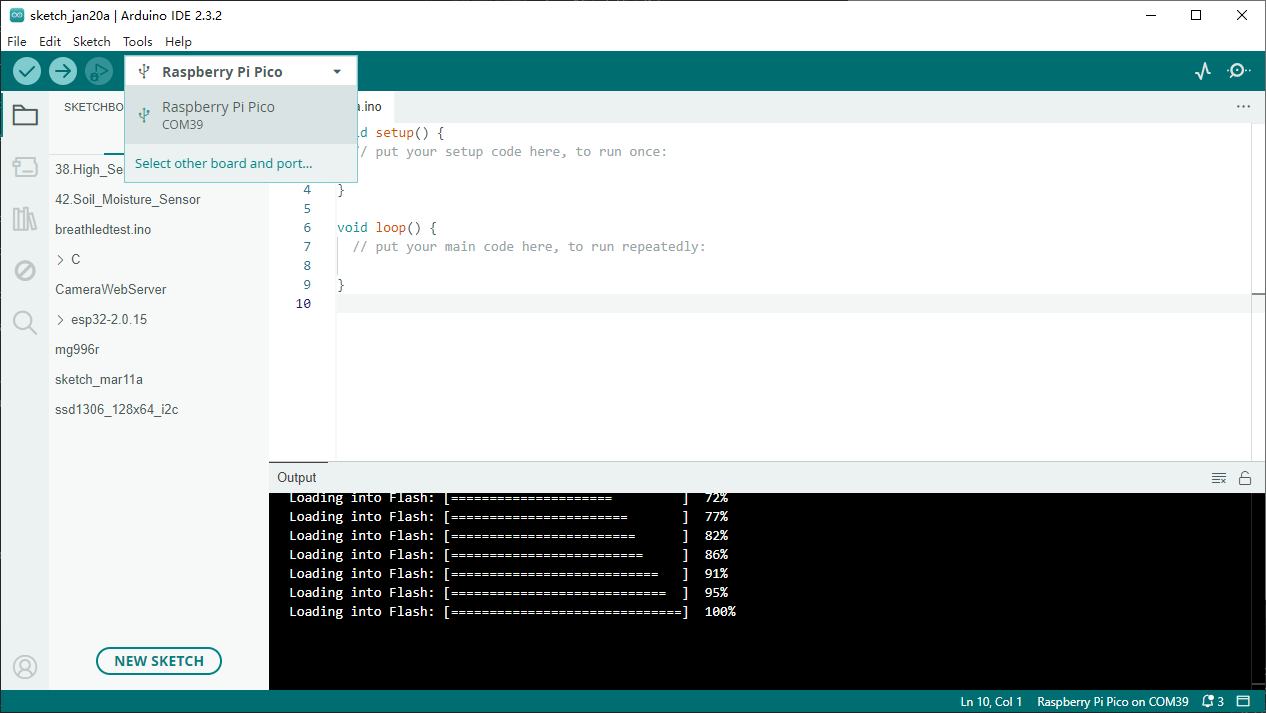 sketch_jan20a | Arduino IDE 2.3.2
File Edit Sketch Tools Help
Raspberry Pi Pico
Raspberry Pi Pico
COM39
Select other board and port...
SKETCHBO
38.High_Se
42.Soil_Moisture_Sensor
breathledtest.ino
C
CameraWebServer
esp32-2.0.15
mg996r
sketch_mar11a
ssd1306_128x64_i2c
NEW SKETCH
a.ino
d setup() {
// put your setup code here, to run once:
4 }
5
6 void loop() {
7 // put your main code here, to run repeatedly:
8
9 }
10
Output
Loading into Flash: [===================== ] 72%
Loading into Flash: [======================= ] 77%
Loading into Flash: [======================== ] 82%
Loading into Flash: [========================= ] 86%
Loading into Flash: [=========================== ] 91%
Loading into Flash: [============================ ] 95%
Loading into Flash: [==============================] 100%
Ln 10, Col 1 Raspberry Pi Pico on COM39 3